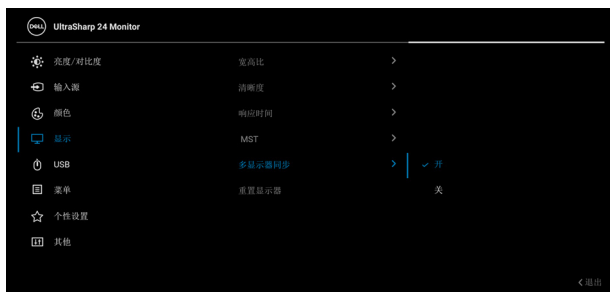 DELL UltraSharp 24 Monitor
亮度/对比度 宽高比
输入源 清晰度
颜色 响应时间
显示 MST
USB 多显示器同步 开
菜单 重置显示器 关
个性设置
其他
退出